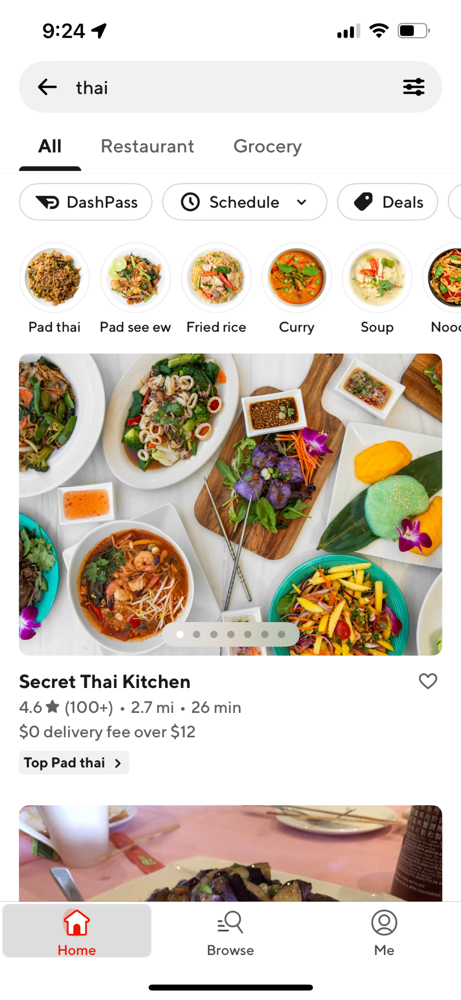 9:24
thai
All
Restaurant
Grocery
DashPass
Schedule
Deals
Pad thai
Pad see ew
Fried rice
Curry
Soup
Secret Thai Kitchen
4.6★ (100+) • 2.7 mi • 26 min
$0 delivery fee over $12
Top Pad thai >
Home
Browse
Me